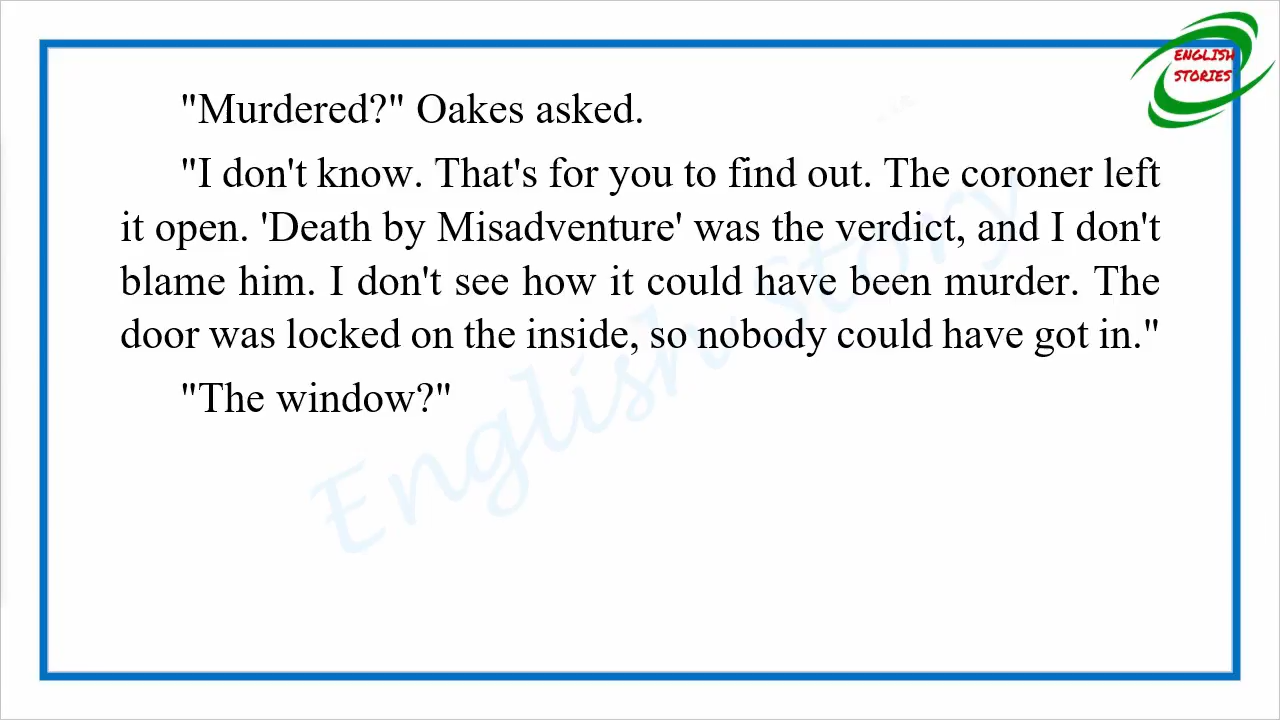 ENGLISH
STORIES
"Murdered?" Oakes asked.
"I don't know. That's for you to find out. The coroner left
it open. 'Death by Misadventure' was the verdict, and I don't
blame him. I don't see how it could have been murder. The
door was locked on the inside, so nobody could have got in."
"The window?"
English Story